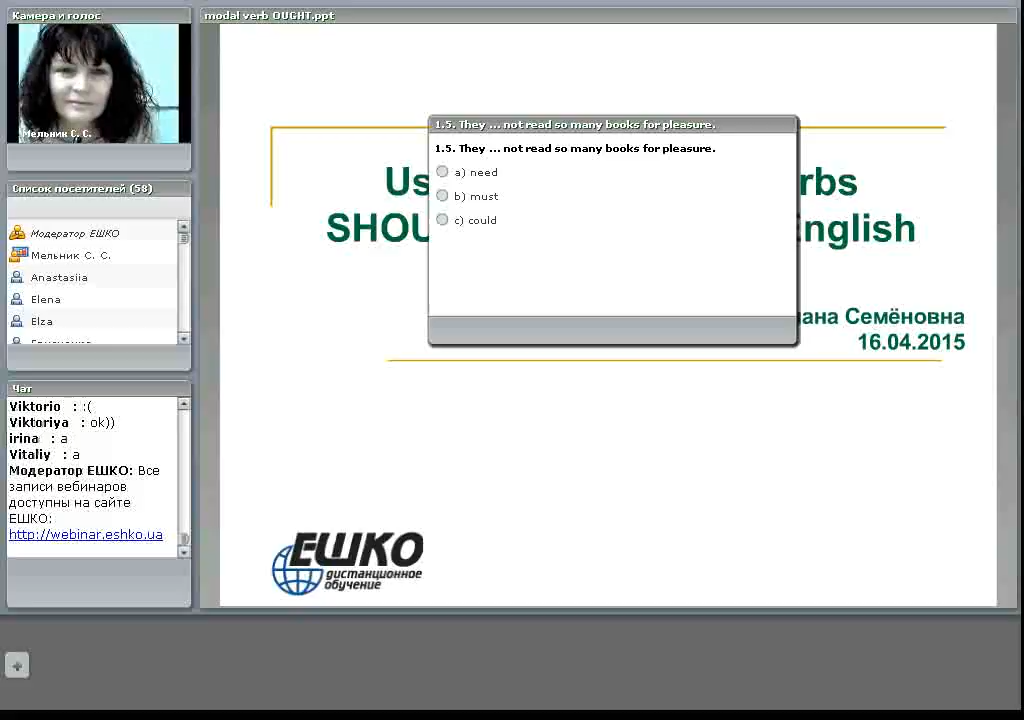 Камера и голос
Мельник С. С.
Список посетителей (58)
Модератор ЕШКО
Мельник С. С.
Anastasiia
Elena
Elza
Чат
Viktorio : :(
Viktoriya : ok))
irina : a
Vitaliy : a
Модератор ЕШКО: Все
записи вебинаров
доступны на сайте
ЕШКО:
http://webinar.eshko.ua
modal verb OUGHT.ppt
1.5. They ... not read so many books for pleasure.
1.5. They ... not read so many books for pleasure.
a) need
b) must
c) could
Us
rbs
SHOU
nglish
ана Семёновна
16.04.2015
ЕШКО
дистанционное
обучение